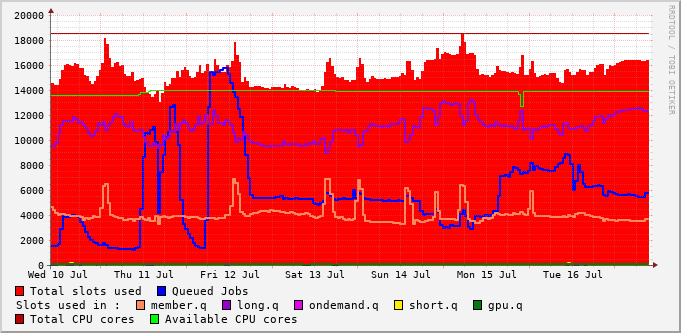 RRDTOOL / TOBI OETIKER
20000
18000
16000
14000
12000
10000
8000
6000
4000
2000
0
Wed 10 Jul Thu 11 Jul Fri 12 Jul Sat 13 Jul Sun 14 Jul Mon 15 Jul Tue 16 Jul
Total slots used Queued Jobs
Slots used in : member.q long.q ondemand.q short.q gpu.q
Total CPU cores Available CPU cores